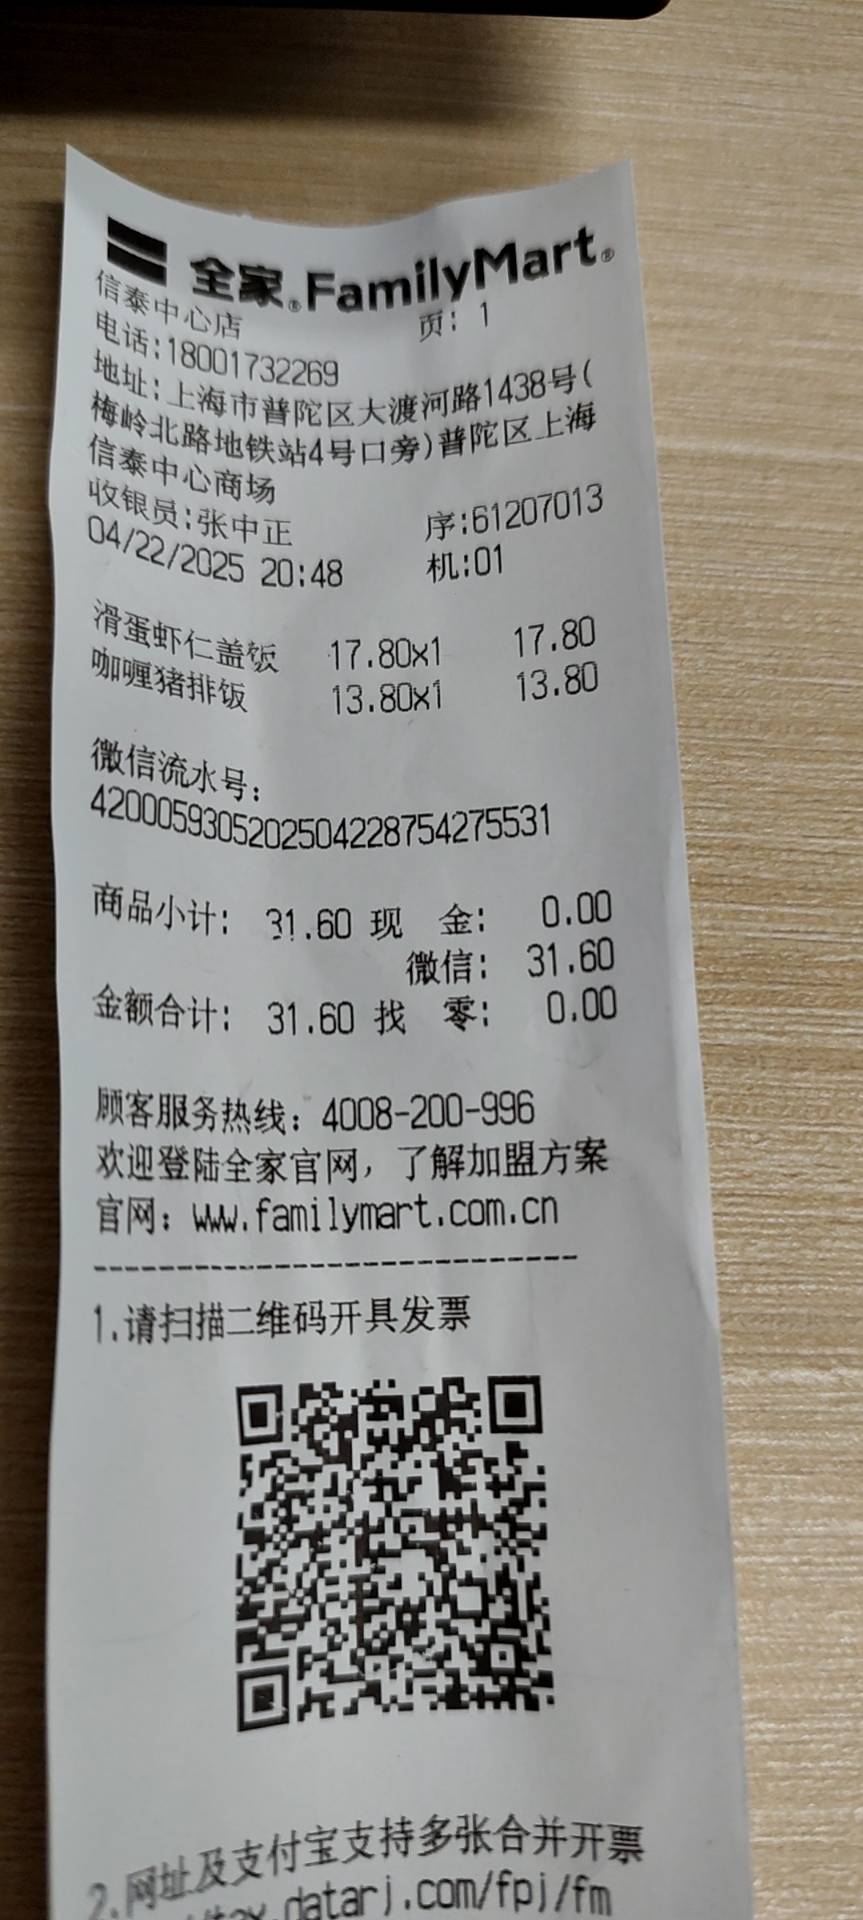 全家®FamilyMart®
信泰中心店 页: 1
电话:18001732269
地址:上海市普陀区大渡河路1438号(
梅岭北路地铁站4号口旁)普陀区上海
信泰中心商场
收银员:张中正 序:61207013
04/22/2025 20:48 机:01
滑蛋虾仁盖饭 17.80x1 17.80
咖喱猪排饭 13.80x1 13.80
微信流水号:
4200059305202504228754275531
商品小计: 31.60 现 金: 0.00
微信: 31.60
金额合计: 31.60 找 零: 0.00
顾客服务热线: 4008-200-996
欢迎登陆全家官网, 了解加盟方案
官网: www.familymart.com.cn
1.请扫描二维码开具发票
2.网址及支付宝支持多张合并开票
datarj.com/fpj/fm